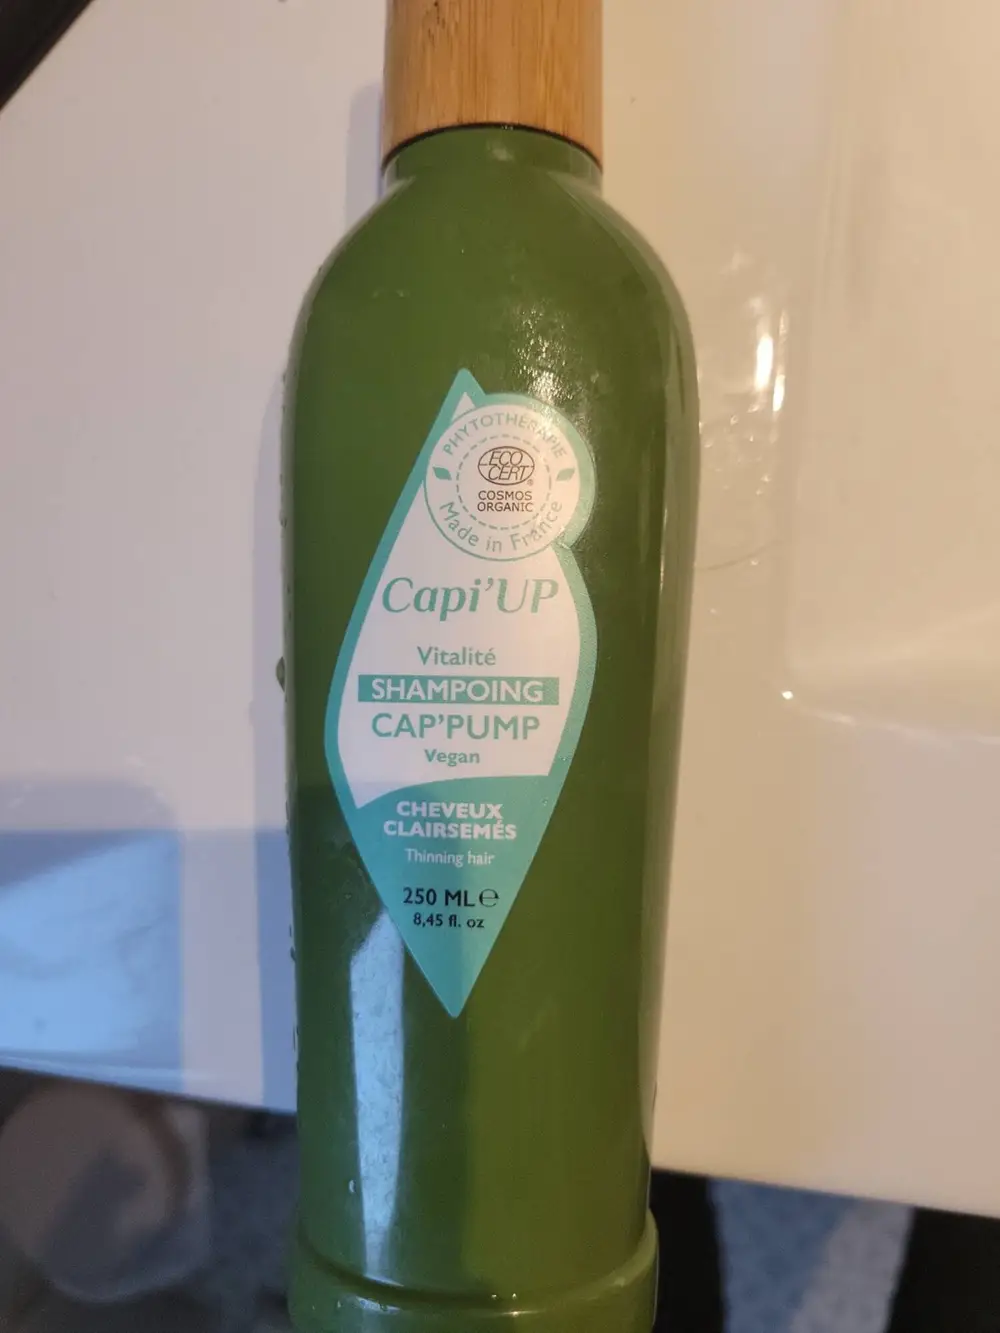 PHYTOTHÉRAPIE
ECO
CERT®
COSMOS
ORGANIC
Made in France
Capi'UP
Vitalité
SHAMPOING
CAP'PUMP
Vegan
CHEVEUX
CLAIRSEMÉS
Thinning hair
250 ML℮
8,45 fl. oz